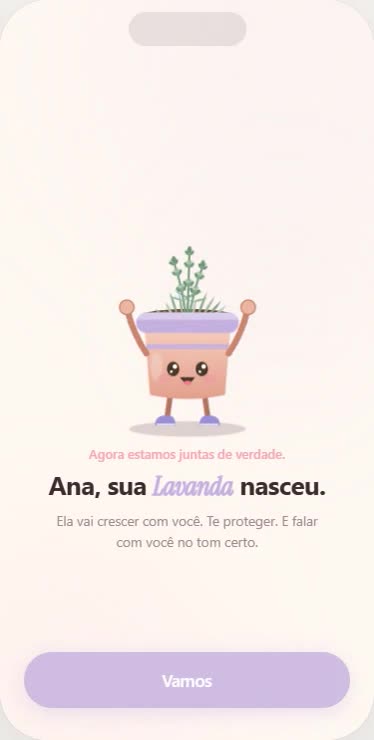 Agora estamos juntas de verdade.
Ana, sua Lavanda nasceu.
Ela vai crescer com você. Te proteger. E falar
com você no tom certo.
Vamos